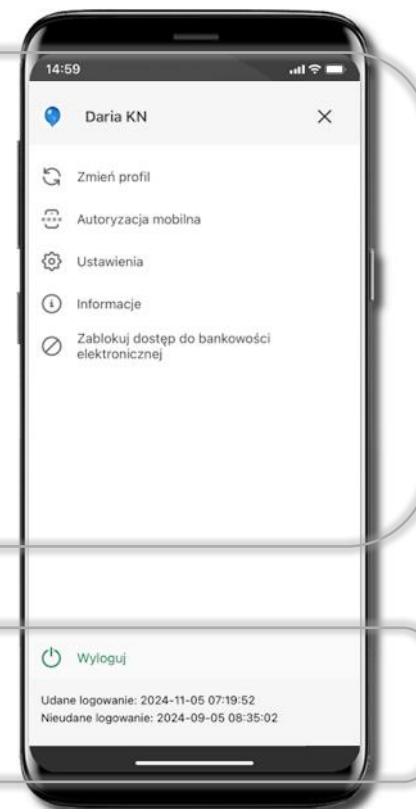 14:59
Daria KN
Zmień profil
Autoryzacja mobilna
Ustawienia
Informacje
Zablokuj dostęp do bankowości
elektronicznej
Wyloguj
Udane logowanie: 2024-11-05 07:19:52
Nieudane logowanie: 2024-09-05 08:35:02